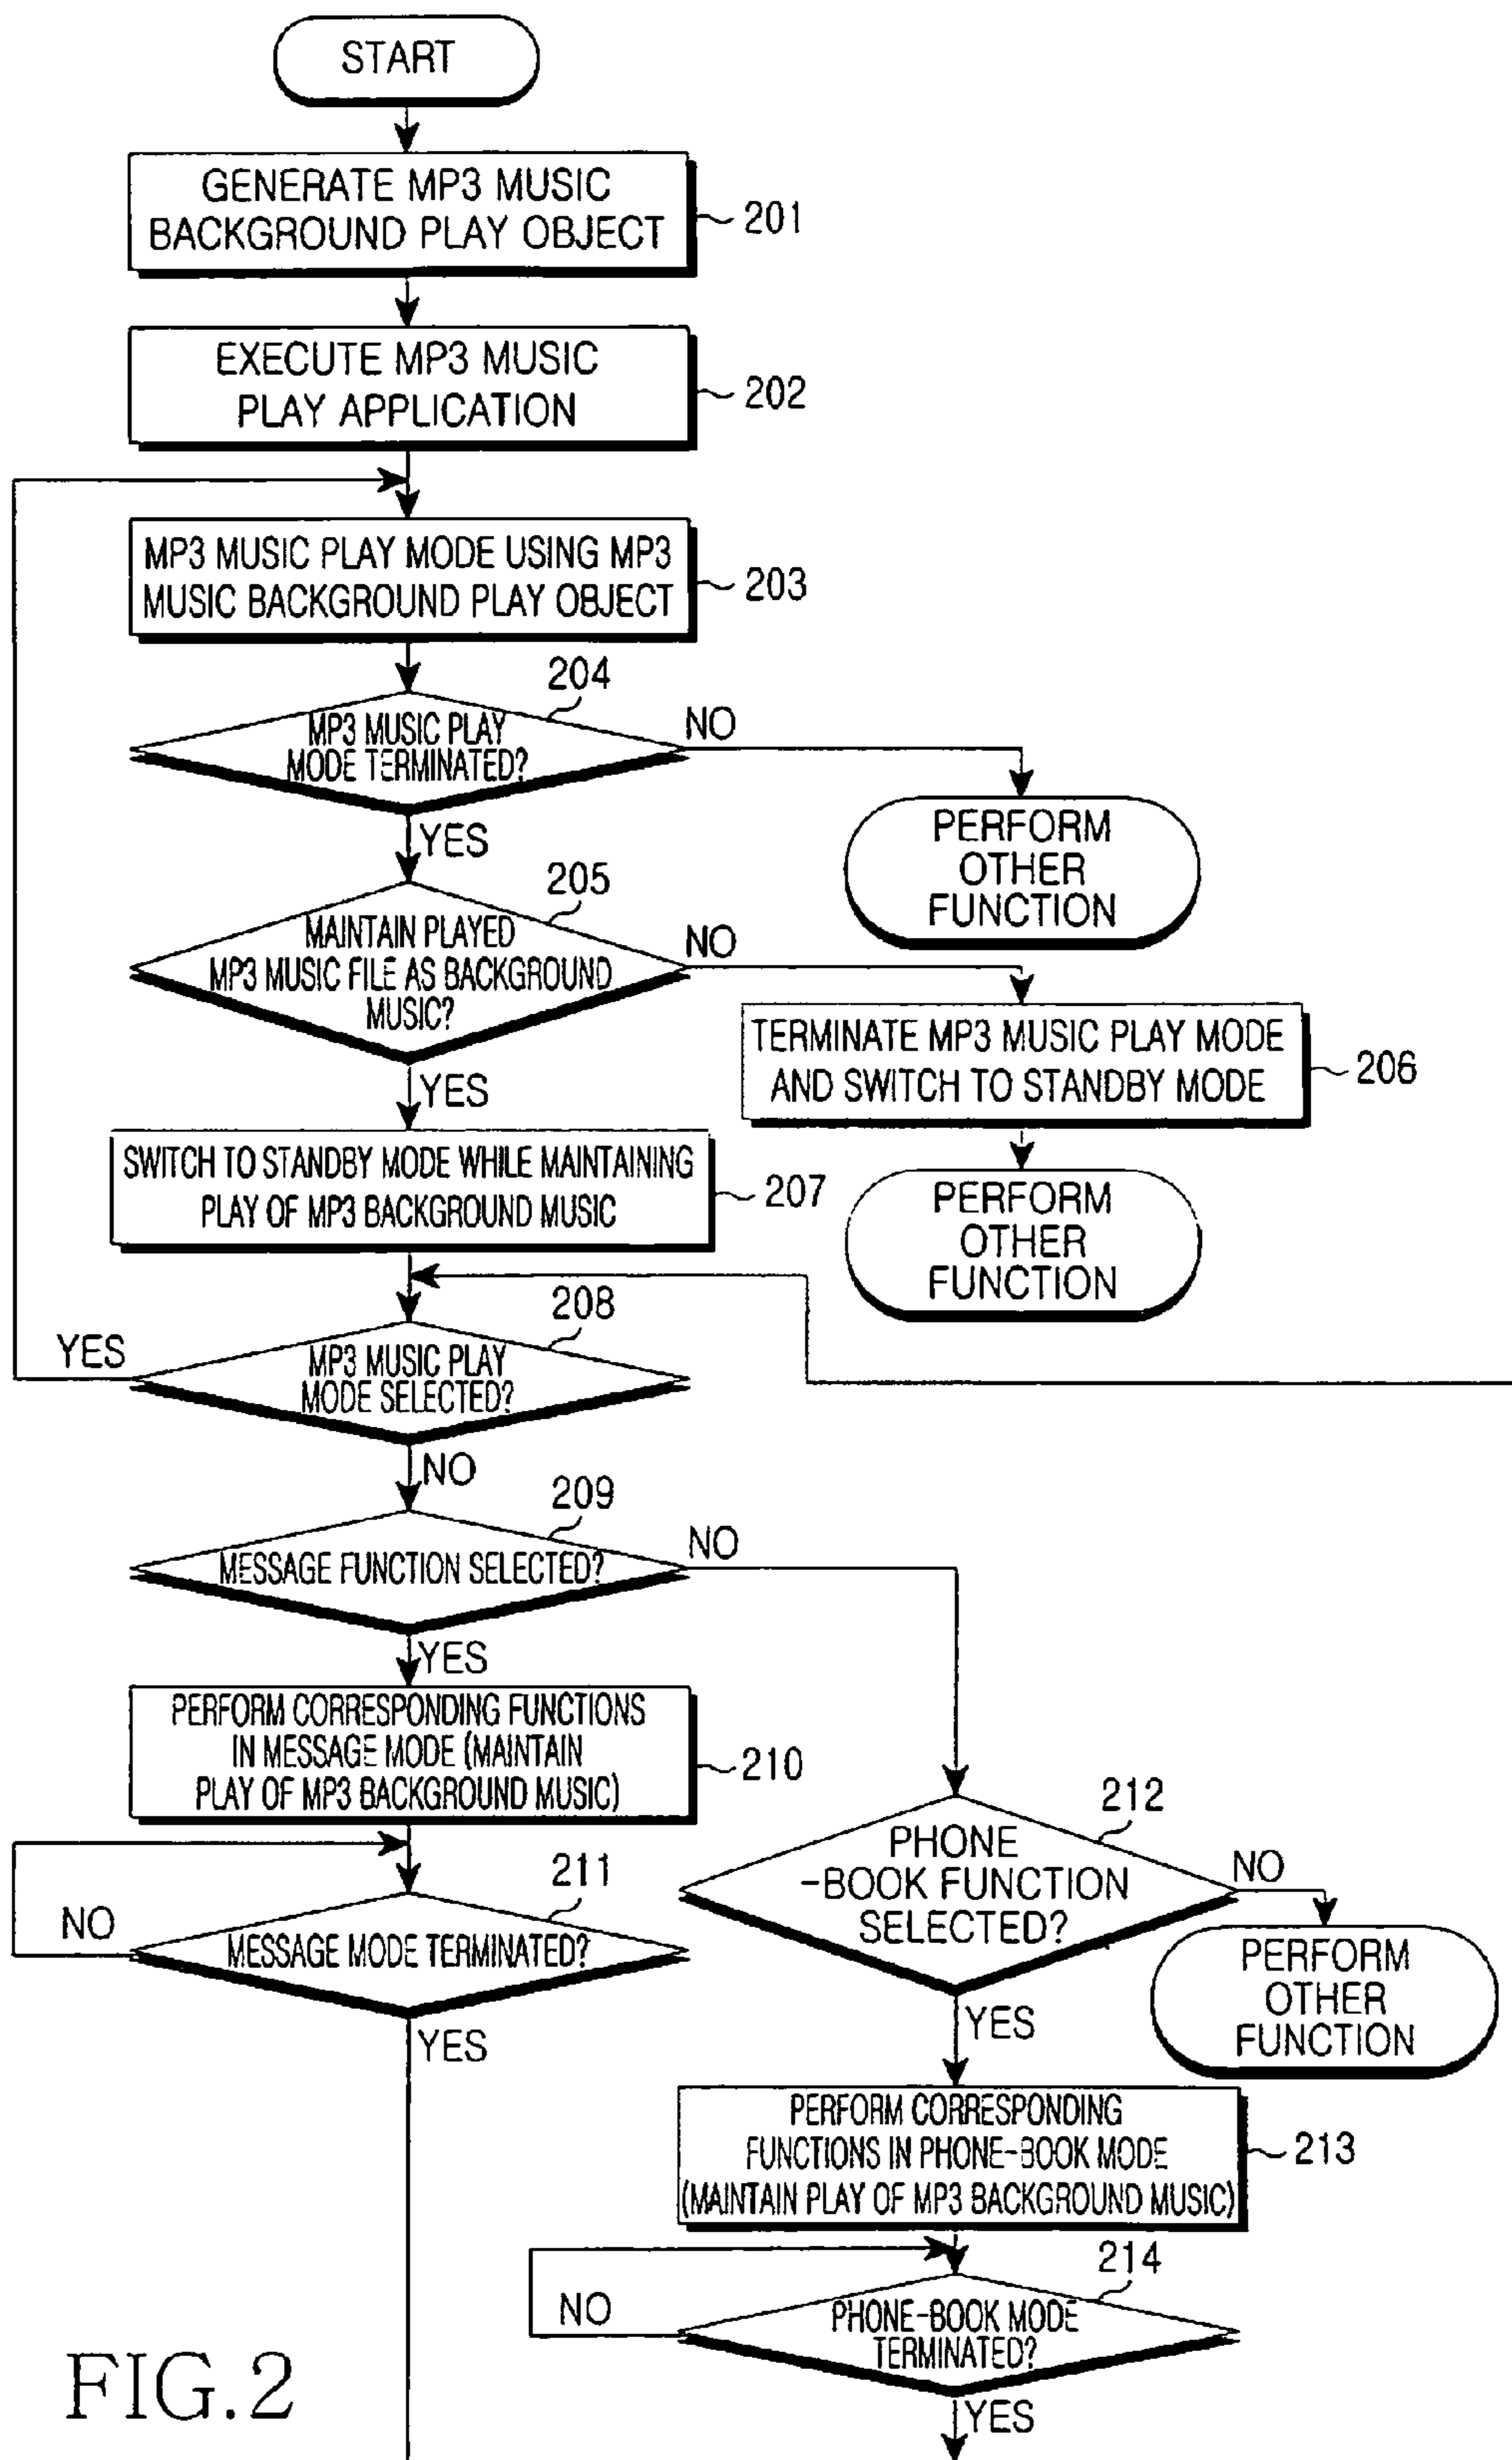 START
GENERATE MP3 MUSIC
BACKGROUND PLAY OBJECT
201
EXECUTE MP3 MUSIC
PLAY APPLICATION
202
MP3 MUSIC PLAY MODE USING MP3
MUSIC BACKGROUND PLAY OBJECT
203
204
MP3 MUSIC PLAY
MODE TERMINATED?
NO
YES
PERFORM
OTHER
FUNCTION
205
MAINTAIN PLAYED
MP3 MUSIC FILE AS BACKGROUND
MUSIC?
NO
YES
TERMINATE MP3 MUSIC PLAY MODE
AND SWITCH TO STANDBY MODE
206
PERFORM
OTHER
FUNCTION
SWITCH TO STANDBY MODE WHILE MAINTAINING
PLAY OF MP3 BACKGROUND MUSIC
207
208
MP3 MUSIC PLAY
MODE SELECTED?
YES
NO
209
MESSAGE FUNCTION SELECTED?
NO
YES
PERFORM CORRESPONDING FUNCTIONS
IN MESSAGE MODE (MAINTAIN
PLAY OF MP3 BACKGROUND MUSIC)
210
211
MESSAGE MODE TERMINATED?
NO
YES
212
PHONE
-BOOK FUNCTION
SELECTED?
NO
YES
PERFORM
OTHER
FUNCTION
PERFORM CORRESPONDING
FUNCTIONS IN PHONE-BOOK MODE
(MAINTAIN PLAY OF MP3 BACKGROUND MUSIC)
213
214
PHONE-BOOK MODE
TERMINATED?
NO
YES
FIG.2